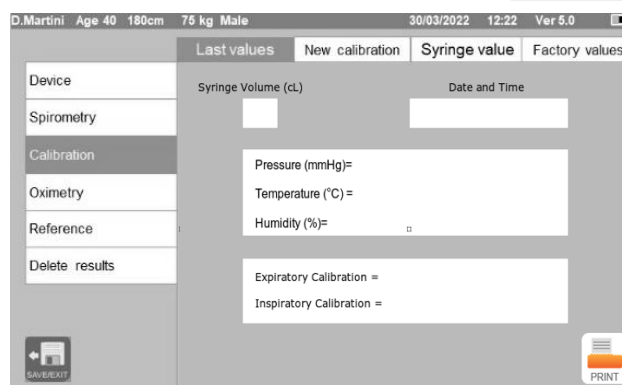 D.Martini Age 40 180cm 75 kg Male 30/03/2022 12:22 Ver 5.0
Last values New calibration Syringe value Factory values
Device
Spirometry
Calibration
Oximetry
Reference
Delete results
Syringe Volume (cL) Date and Time
Pressure (mmHg)=
Temperature (°C) =
Humidity (%)=
Expiratory Calibration =
Inspiratory Calibration =
SAVE/EXIT
PRINT